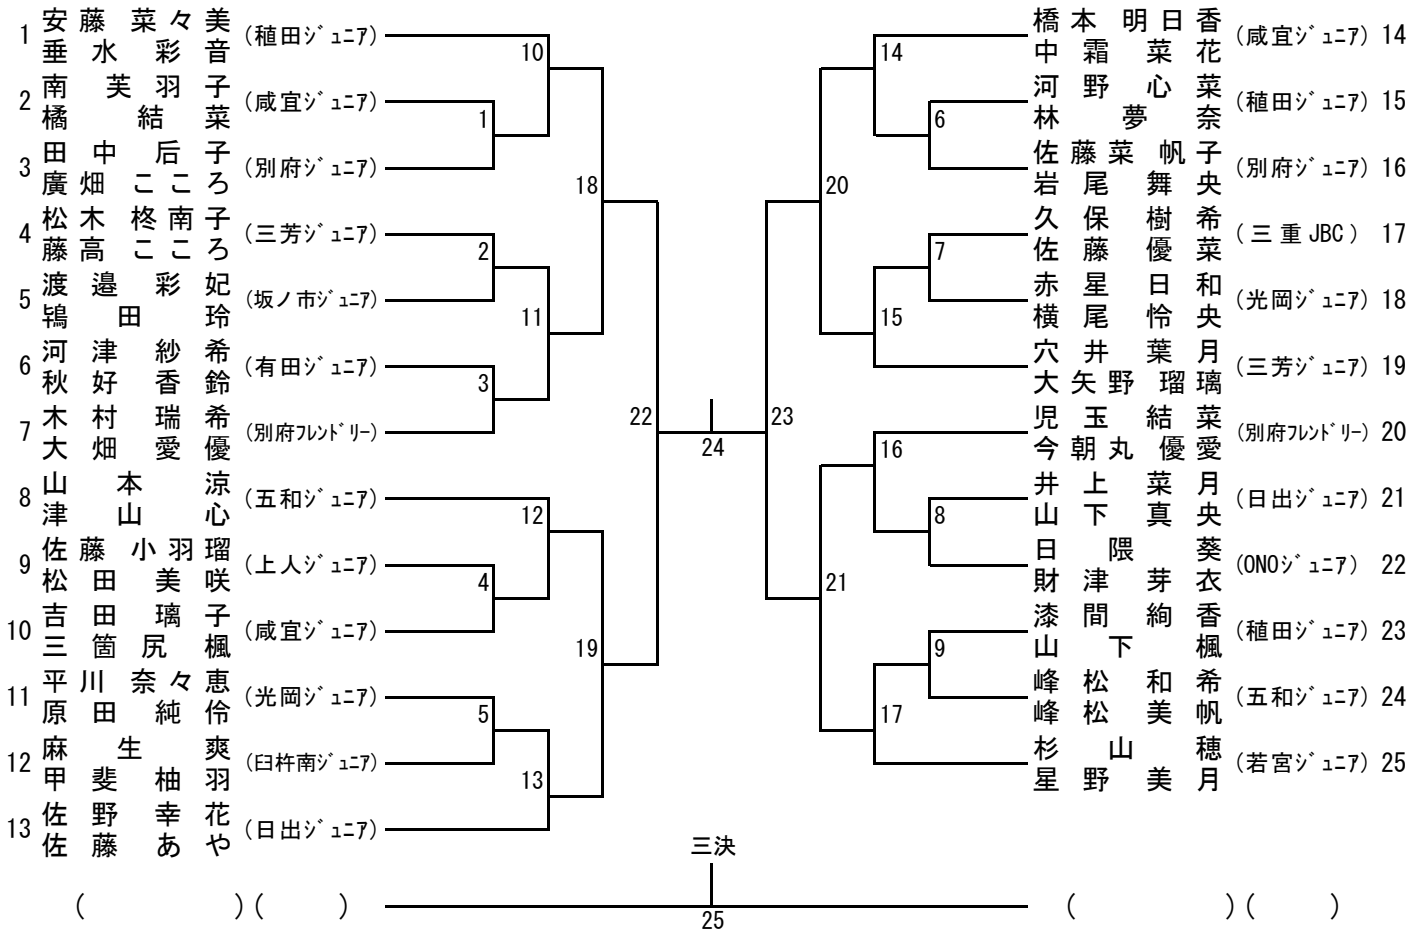 1 安藤菜々美 (稙田ｼﾞｭﾆｱ)
垂水彩音
2 南芙羽子 (咸宜ｼﾞｭﾆｱ)
橘結菜
3 田中后子 (別府ｼﾞｭﾆｱ)
廣畑こころ
4 松木柊南子 (三芳ｼﾞｭﾆｱ)
藤高こころ
5 渡邉彩妃 (坂ノ市ｼﾞｭﾆｱ)
鴇田玲
6 河津紗希 (有田ｼﾞｭﾆｱ)
秋好香鈴
7 木村瑞希 (別府ﾌﾚﾝﾄﾞﾘｰ)
大畑愛優
8 山本涼 (五和ｼﾞｭﾆｱ)
津山心
9 佐藤小羽瑠 (上人ｼﾞｭﾆｱ)
松田美咲
10 吉田璃子 (咸宜ｼﾞｭﾆｱ)
三箇尻楓
11 平川奈々恵 (光岡ｼﾞｭﾆｱ)
原田純伶
12 麻生爽 (臼杵南ｼﾞｭﾆｱ)
甲斐柚羽
13 佐野幸花 (日出ｼﾞｭﾆｱ)
佐藤あや
10
1
18
2
11
3
22
12
4
19
5
13
24
14
6
20
7
15
23
16
8
21
9
17
橋本明日香 (咸宜ｼﾞｭﾆｱ) 14
中霜菜花
河野心菜 (稙田ｼﾞｭﾆｱ) 15
林夢奈
佐藤菜帆子 (別府ｼﾞｭﾆｱ) 16
岩尾舞央
久保樹希 (三重JBC) 17
佐藤優菜
赤星日和 (光岡ｼﾞｭﾆｱ) 18
横尾怜央
穴井葉月 (三芳ｼﾞｭﾆｱ) 19
大矢野瑠璃
児玉結菜 (別府ﾌﾚﾝﾄﾞﾘｰ) 20
今朝丸優愛
井上菜月 (日出ｼﾞｭﾆｱ) 21
山下真央
日隈葵 (ONOｼﾞｭﾆｱ) 22
財津芽衣
漆間絢香 (稙田ｼﾞｭﾆｱ) 23
山下楓
峰松和希 (五和ｼﾞｭﾆｱ) 24
峰松美帆
杉山穂 (若宮ｼﾞｭﾆｱ) 25
星野美月
三決
( ) ( ) 25 ( ) ( )